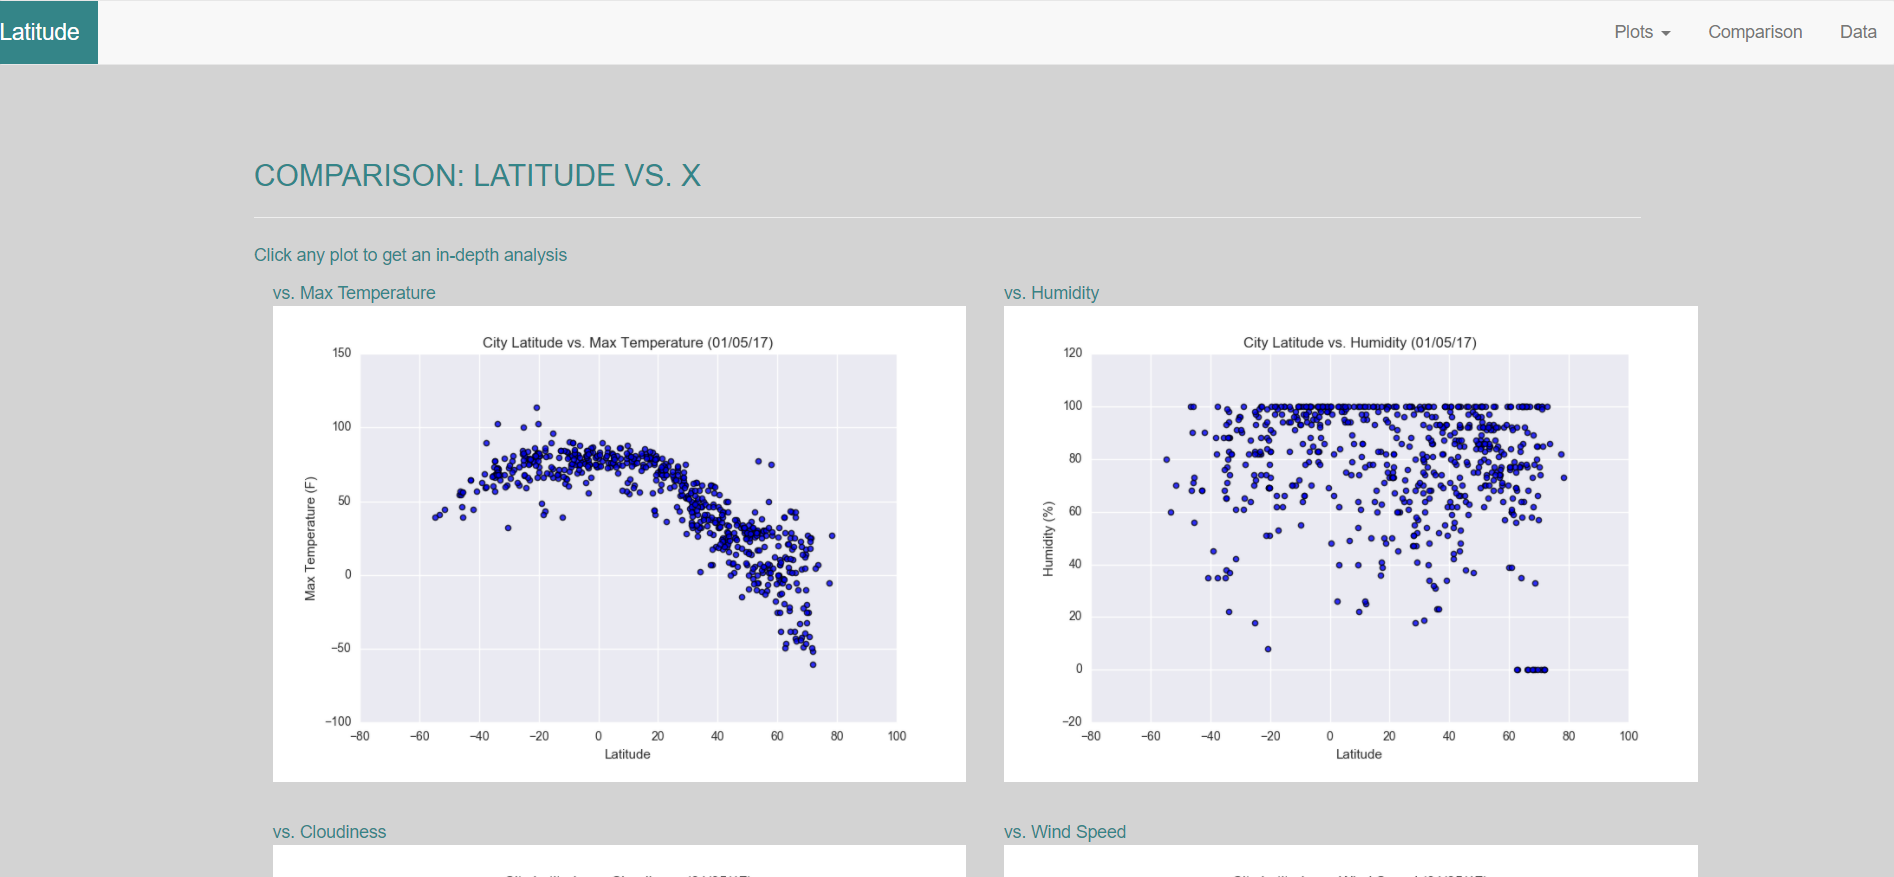 Latitude
Plots Comparison Data
COMPARISON: LATITUDE VS. X
Click any plot to get an in-depth analysis
vs. Max Temperature
City Latitude vs. Max Temperature (01/05/17)
150
100
50
0
−50
−100
Max Temperature (F)
−80 −60 −40 −20 0 20 40 60 80 100
Latitude
vs. Humidity
City Latitude vs. Humidity (01/05/17)
120
100
80
60
40
20
0
−20
Humidity (%)
−80 −60 −40 −20 0 20 40 60 80 100
Latitude
vs. Cloudiness
vs. Wind Speed